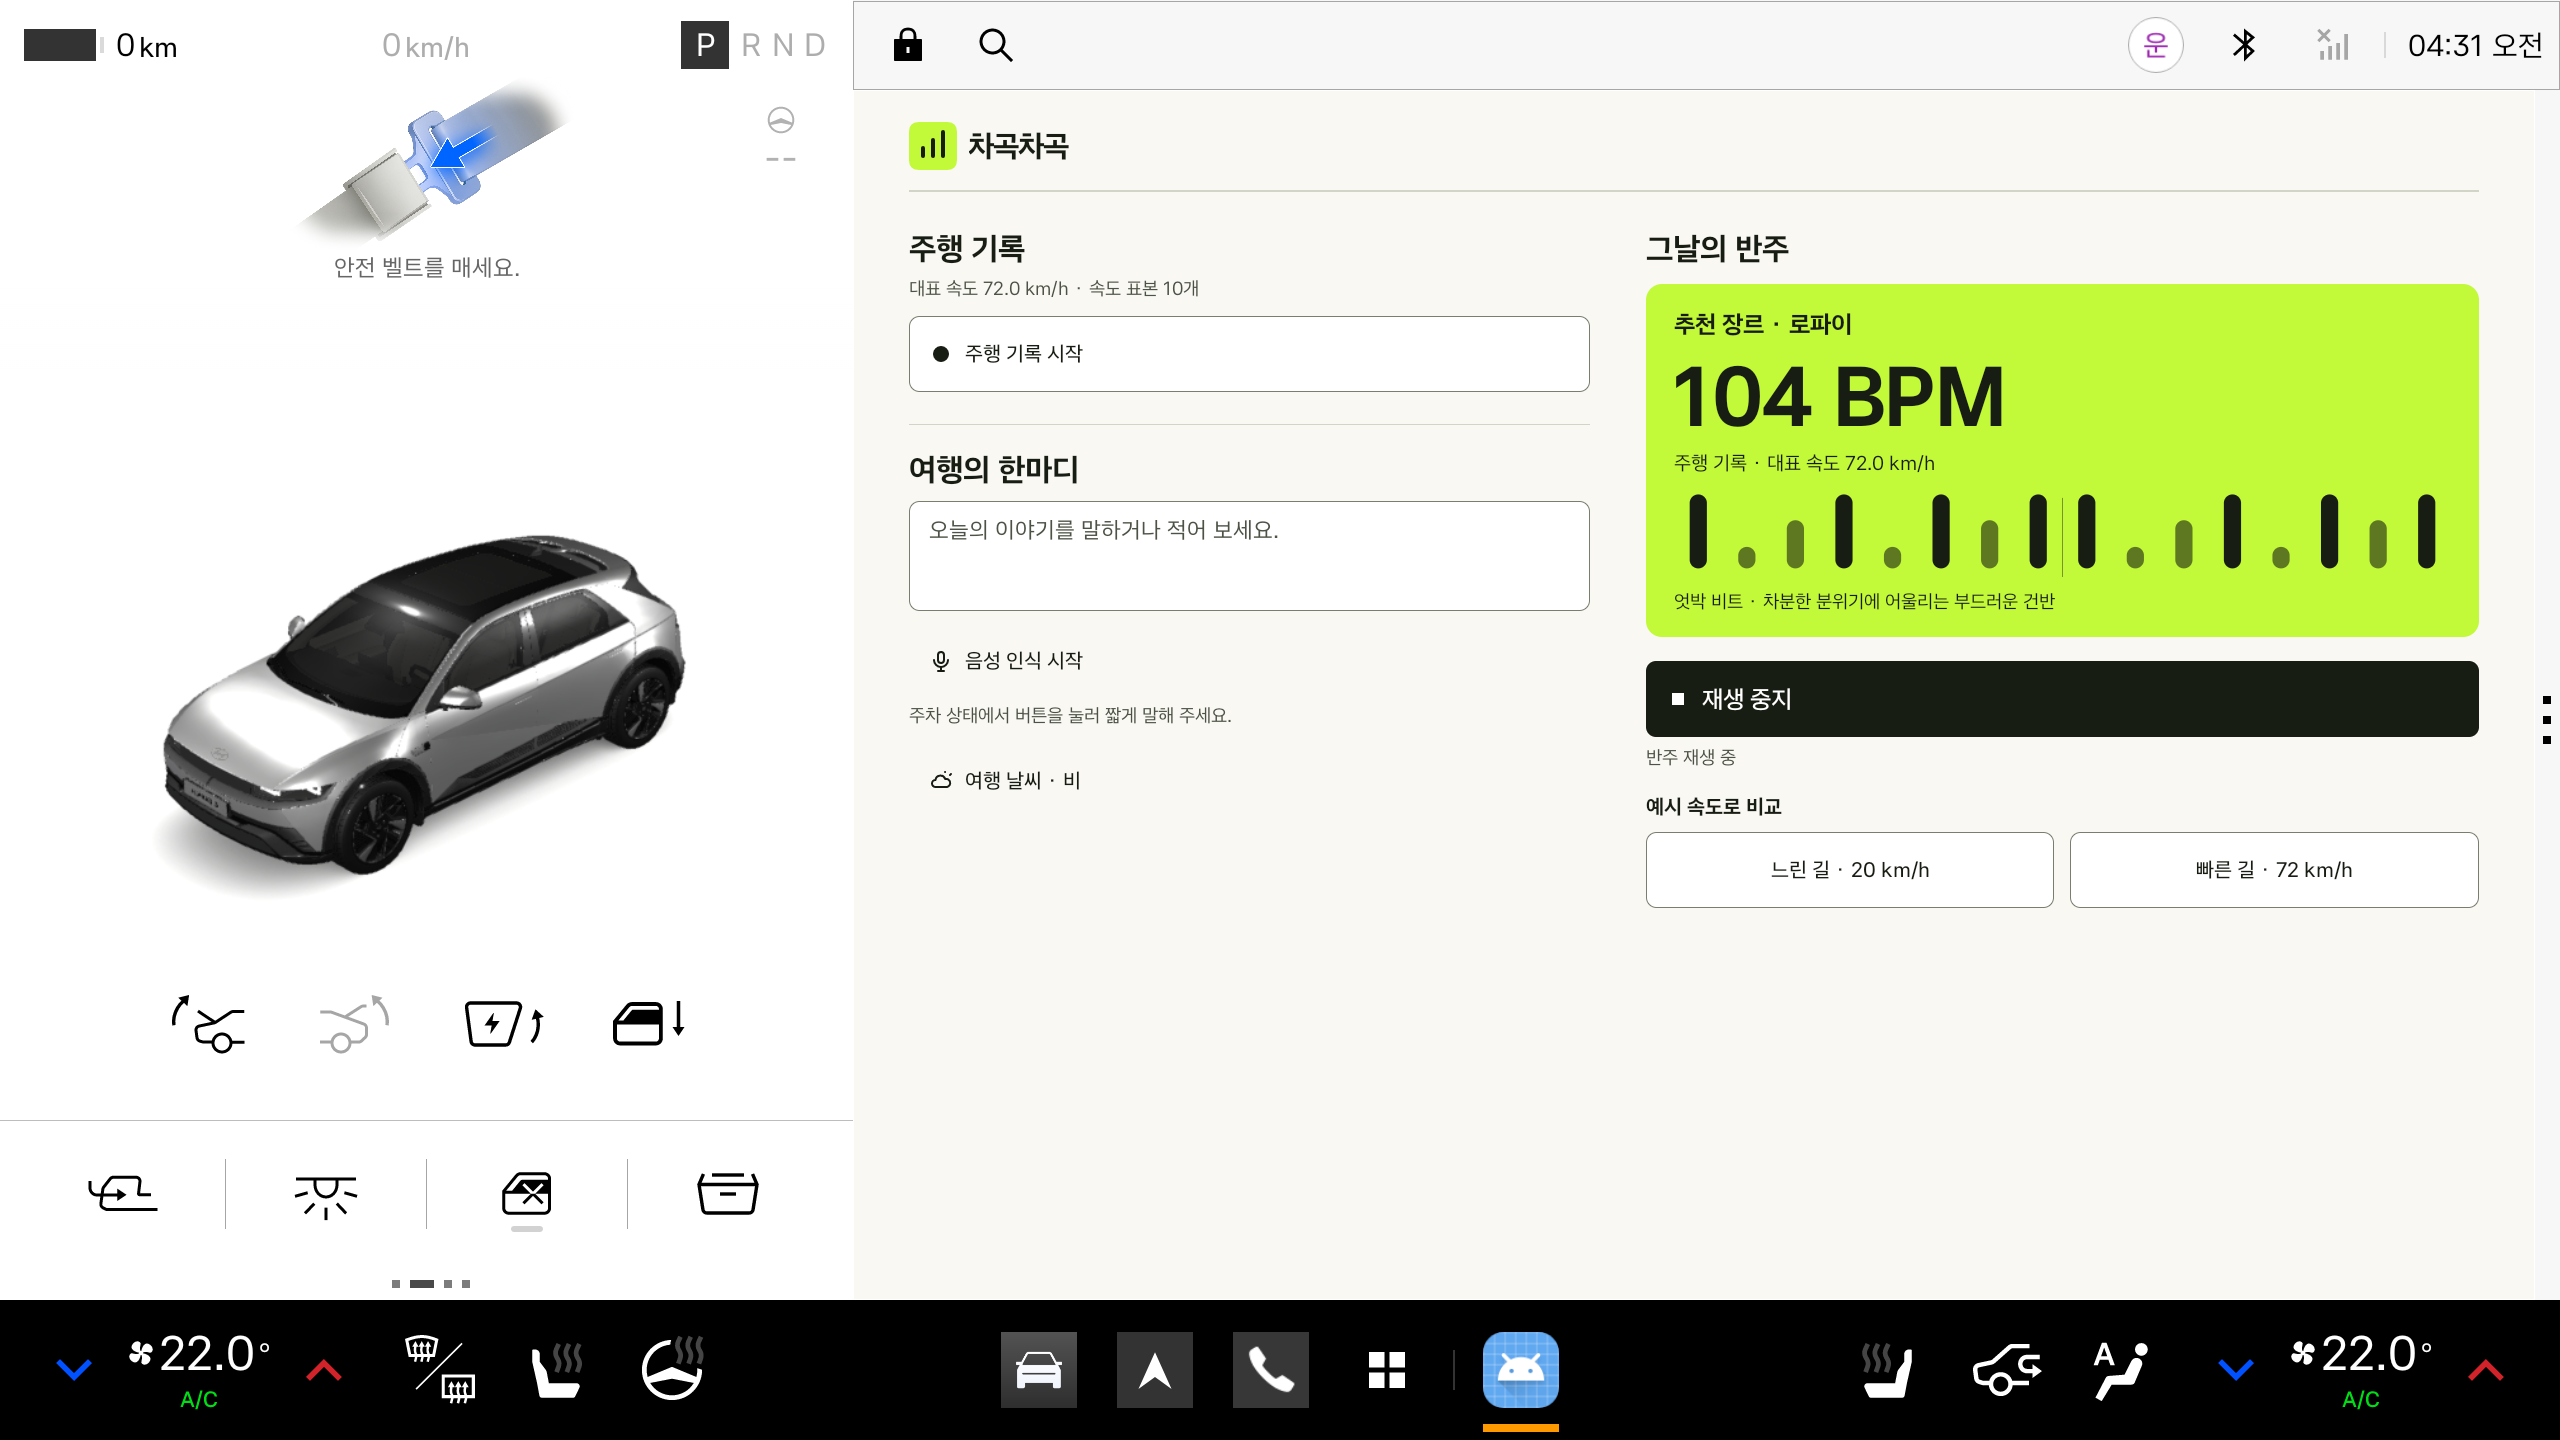 0 km
0 km/h
P R N D
운
04:31 오전
안전 벨트를 매세요.
차곡차곡
주행 기록
대표 속도 72.0 km/h · 속도 표본 10개
주행 기록 시작
여행의 한마디
오늘의 이야기를 말하거나 적어 보세요.
음성 인식 시작
주차 상태에서 버튼을 눌러 짧게 말해 주세요.
여행 날씨 · 비
그날의 반주
추천 장르 · 로파이
104 BPM
주행 기록 · 대표 속도 72.0 km/h
엇박 비트 · 차분한 분위기에 어울리는 부드러운 건반
재생 중지
반주 재생 중
예시 속도로 비교
느린 길 · 20 km/h
빠른 길 · 72 km/h
22.0°
A/C
A
22.0°
A/C